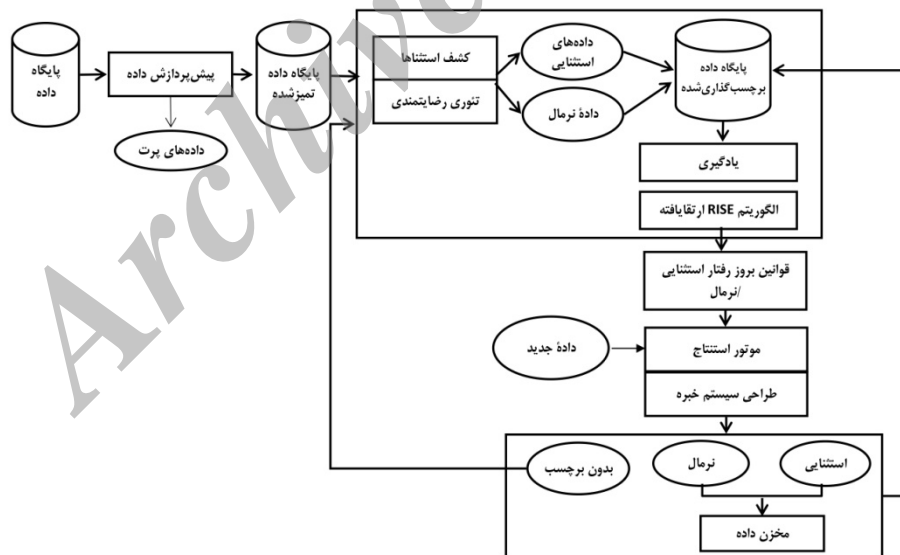 پایگاه
داده
پیش‌پردازش داده
داده‌های پرت
پایگاه داده
تمیزشده
کشف استثناها
تئوری رضایتمندی
داده‌های
استثنایی
دادهٔ نرمال
پایگاه داده
برچسب‌گذاری‌شده
یادگیری
الگوریتم RISE ارتقایافته
قوانین بروز رفتار استثنایی
/نرمال
دادهٔ جدید
موتور استنتاج
طراحی سیستم خبره
بدون برچسب
نرمال
استثنایی
مخزن داده
Archive